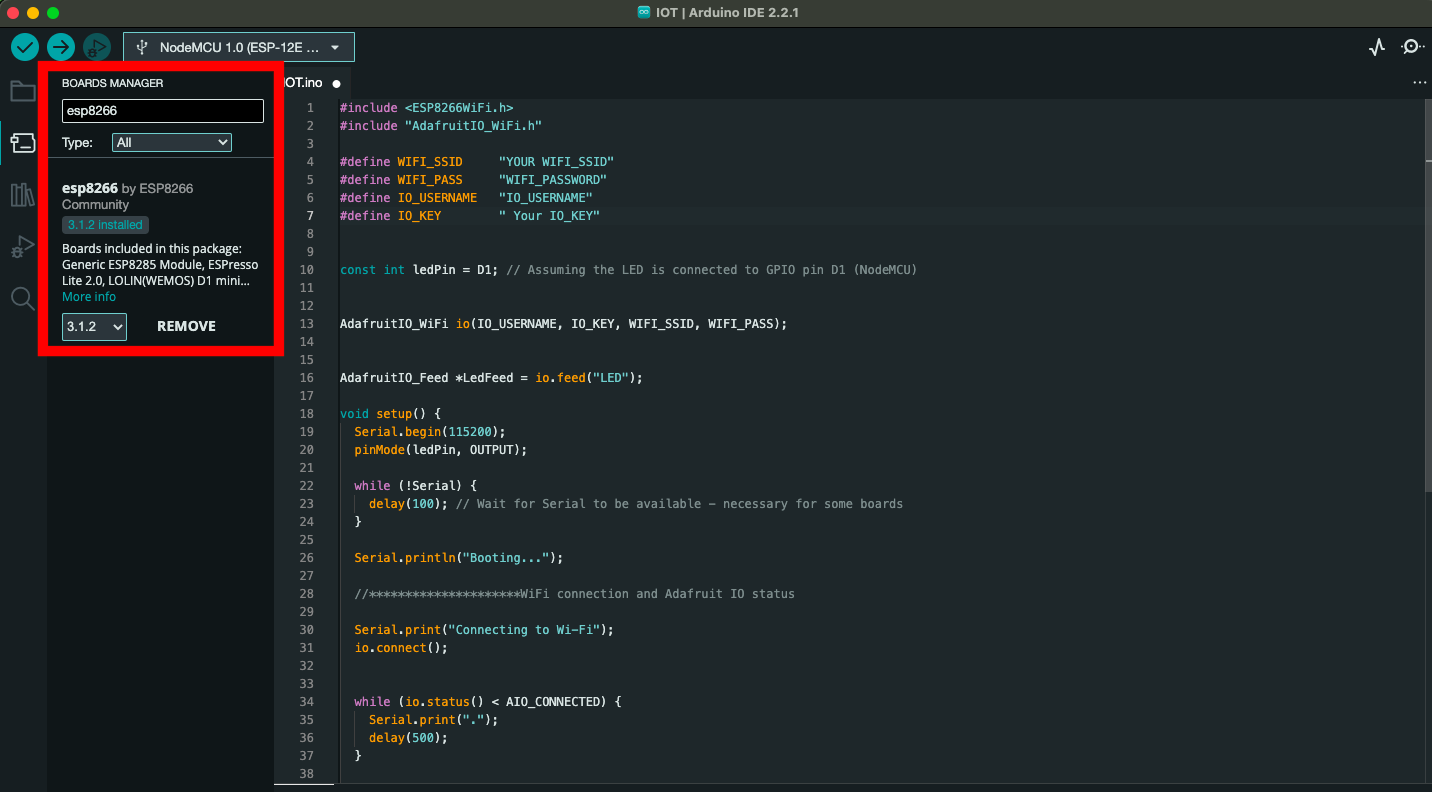 IOT | Arduino IDE 2.2.1
NodeMCU 1.0 (ESP-12E ...
BOARDS MANAGER
esp8266
Type: All
esp8266 by ESP8266
Community
3.1.2 installed
Boards included in this package:
Generic ESP8285 Module, ESPresso
Lite 2.0, LOLIN(WEMOS) D1 mini...
More info
3.1.2 REMOVE
IOT.ino
1 #include <ESP8266WiFi.h>
2 #include "AdafruitIO_WiFi.h"
3
4 #define WIFI_SSID "YOUR WIFI_SSID"
5 #define WIFI_PASS "WIFI_PASSWORD"
6 #define IO_USERNAME "IO_USERNAME"
7 #define IO_KEY " Your IO_KEY"
8
9
10 const int ledPin = D1; // Assuming the LED is connected to GPIO pin D1 (NodeMCU)
11
12
13 AdafruitIO_WiFi io(IO_USERNAME, IO_KEY, WIFI_SSID, WIFI_PASS);
14
15
16 AdafruitIO_Feed *LedFeed = io.feed("LED");
17
18 void setup() {
19 Serial.begin(115200);
20 pinMode(ledPin, OUTPUT);
21
22 while (!Serial) {
23 delay(100); // Wait for Serial to be available - necessary for some boards
24 }
25
26 Serial.println("Booting...");
27
28 //*********************WiFi connection and Adafruit IO status
29
30 Serial.print("Connecting to Wi-Fi");
31 io.connect();
32
33
34 while (io.status() < AIO_CONNECTED) {
35 Serial.print(".");
36 delay(500);
37 }
38